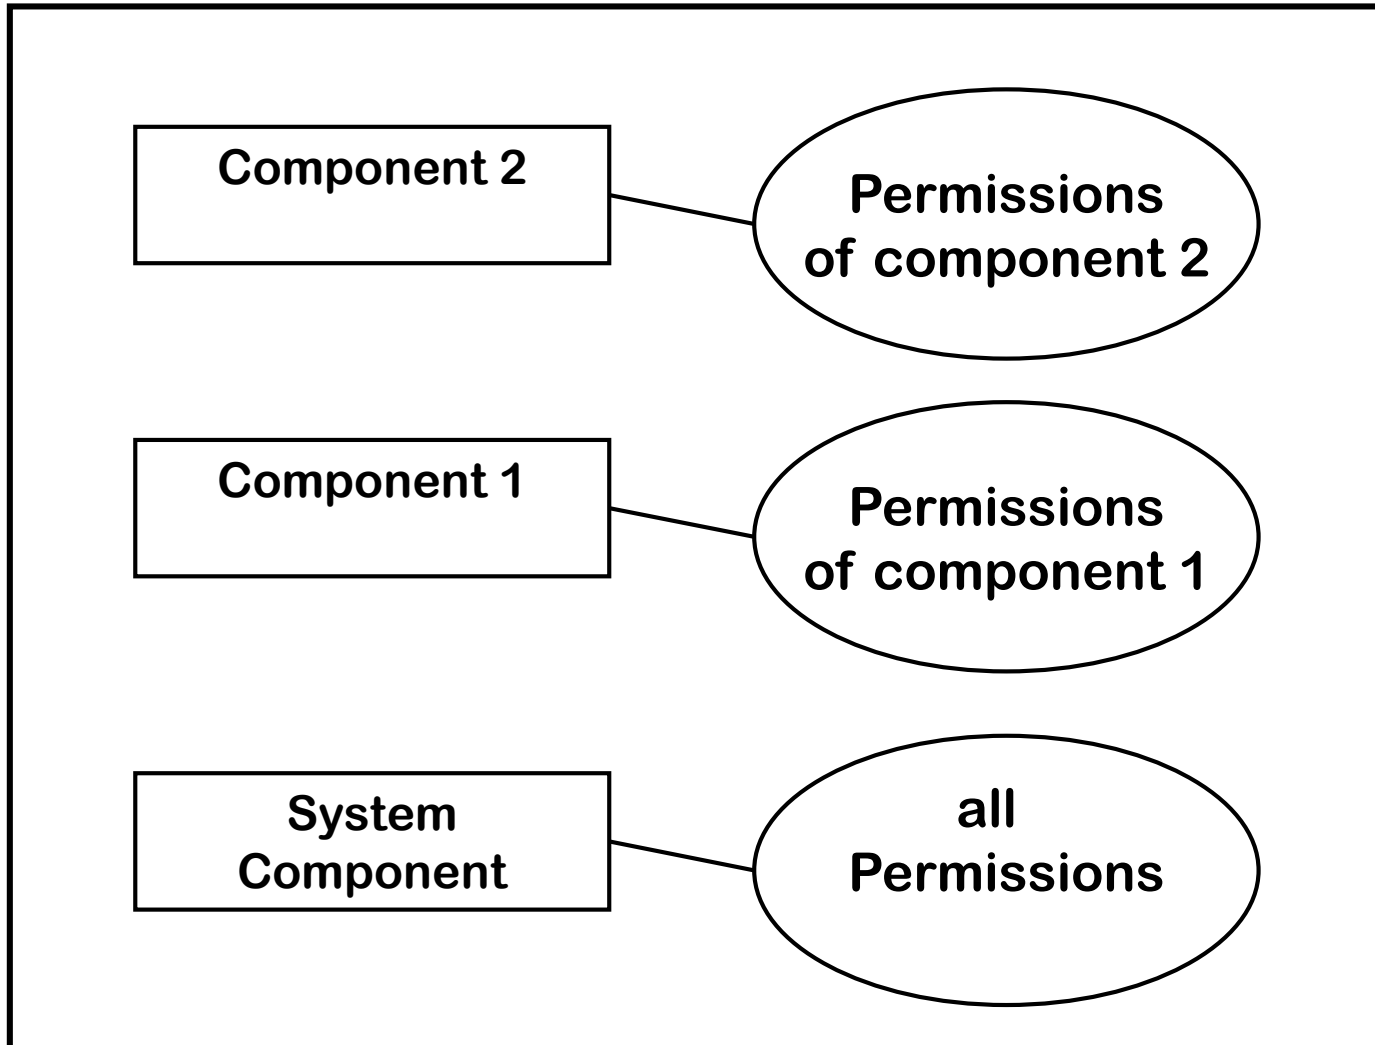 Component 2
Permissions
of component 2
Component 1
Permissions
of component 1
System
Component
all
Permissions